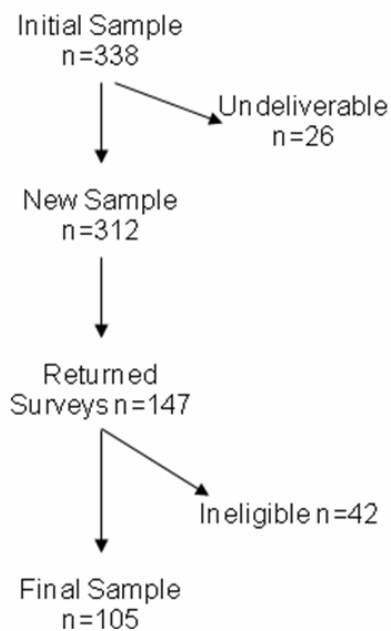 Initial Sample
n=338
Undeliverable
n=26
New Sample
n=312
Returned
Surveys n=147
Ineligible n=42
Final Sample
n=105